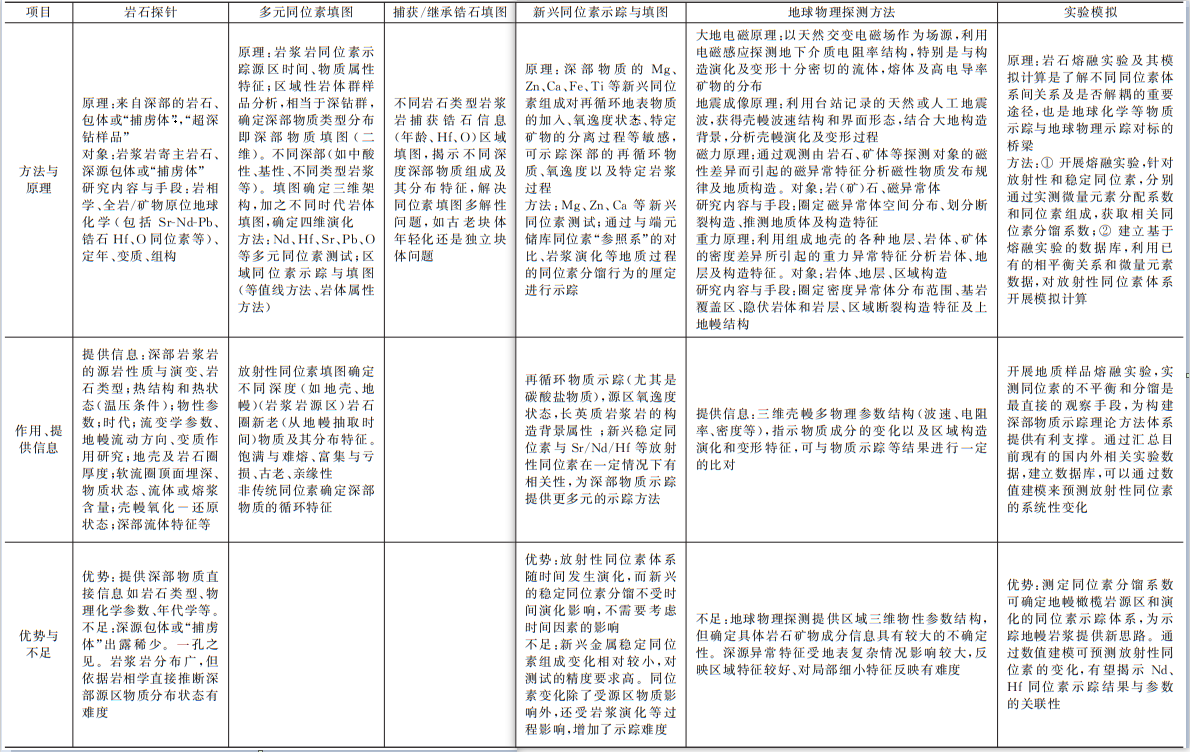 项目
岩石探针
多元同位素填图
捕获/继承锆石填图
新兴同位素示踪与填图
地球物理探测方法
实验模拟
方法与
原理
原理:来自深部的岩石、
包体或“捕虏体”,“超深
钻样品”
对象:岩浆岩寄主岩石、
深源包体或“捕虏体”
研究内容与手段:岩相
学、全岩/矿物原位地球
化学(包括 Sr-Nd-Pb、
锆石 Hf、O 同位素等)、
定年、变质、组构
原理:岩浆岩同位素示
踪源区时间、物质属性
特征;区域性岩体群样
品分析,相当于深钻群,
确定深部物质类型分布
即深部物质填图(二
维)。不同深部(如中酸
性、基性、不同类型岩浆
等)。填图确定三维架
构,加之不同时代岩体
填图,确定四维演化
方法:Nd、Hf、Sr、Pb、O
等多元同位素测试;区
域同位素示踪与填图
(等值线方法、岩体属性
方法)
不同岩石类型岩浆
岩捕获锆石信息
(年龄、Hf、O)区域
填图,揭示不同深
度深部物质组成及
其分布特征,解决
同位素填图多解性
问题,如古老块体
年轻化还是独立块
体问题
原理:深部物质的 Mg、
Zn、Ca、Fe、Ti 等新兴同
位素组成对再循环地表物质
的加入、氧逸度状态、特定
矿物的分离过程等敏感,
可示踪深部的再循环物
质、氧逸度以及特定岩浆
过程
方法:Mg、Zn、Ca 等新兴
同位素测试;通过与端元
储库同位素“参照系”的对
比、岩浆演化等地质过程
的同位素分馏行为的厘定
进行示踪
大地电磁原理:以天然交变电磁场作为场源,利用
电磁感应探测地下介质电阻率结构,特别是与构
造演化及变形十分密切的流体,熔体及高电导率
矿物的分布
地震成像原理:利用台站记录的天然或人工地震
波,获得壳幔波速结构和界面形态,结合大地构造
背景,分析壳幔演化及变形过程
磁力原理:通过观测由岩石、矿体等探测对象的磁
性差异而引起的磁异常特征分析磁性物质发布规
律及地质构造。对象:岩(矿)石、磁异常体
研究内容与手段:圈定磁异常体空间分布、划分断
裂构造、推测地质体及构造特征
重力原理:利用组成地壳的各种地层、岩体、矿体
的密度差异所引起的重力异常特征分析岩体、地
层及构造特征。对象:岩体、地层、区域构造
研究内容与手段:圈定密度异常体分布范围、基岩
覆盖区、隐伏岩体和岩层、区域断裂构造特征及上
地幔结构
原理:岩石熔融实验及其模
拟计算是了解不同同位素体
系间关系及是否解耦的重要
途径,也是地球化学等物质
示踪与地球物理示踪对标的
桥梁
方法:① 开展熔融实验,针对
放射性和稳定同位素,分别
通过实测微量元素分配系数
和同位素组成,获取相关同
位素分馏系数;② 建立基于
熔融实验的数据库,利用已
有的相平衡关系和微量元素
数据,对放射性同位素体系
开展模拟计算
作用、提
供信息
提供信息:深部岩浆岩
的源岩性质与演变、岩
石类型;热结构和热状
态(温压条件);物性参
数;时代;流变学参数、
地幔流动方向、变质作
用研究;地壳及岩石圈
厚度;软流圈顶面埋深、
物质状态、流体或熔浆
含量;壳幔氧化－还原
状态;深部流体特征等
放射性同位素填图确定
不同深度(如地壳、地
幔)(岩浆岩源区)岩石
圈新老(从地幔抽取时
间)物质及其分布特征。
饱满与难熔、富集与亏
损、古老、亲缘性
非传统同位素确定深部
物质的循环特征
再循环物质示踪(尤其是
碳酸盐物质),源区氧逸度
状态,长英质岩浆岩的构
造背景属性;新兴稳定同
位素与 Sr/Nd/Hf 等放射
性同位素在一定情况下有
相关性,为深部物质示踪
提供更多元的示踪方法
提供信息:三维壳幔多物理参数结构(波速、电阻
率、密度等),指示物质成分的变化以及区域构造
演化和变形特征,可与物质示踪等结果进行一定
的比对
开展地质样品熔融实验,实
测同位素的不平衡和分馏是
最直接的观察手段,为构建
深部物质示踪理论方法体系
提供有利支撑。通过汇总目
前现有的国内外相关实验数
据,建立数据库,可以通过数
值建模来预测放射性同位素
的系统性变化
优势与
不足
优势:提供深部物质直
接信息如岩石类型、物
理化学参数、年代学等。
不足:深源包体或“捕虏
体”出露稀少。一孔之
见。岩浆岩分布广,但
依据岩相学直接推断深
部源区物质分布状态有
难度
优势:放射性同位素体系
随时间发生演化,而新兴
的稳定同位素分馏不受时
间演化影响,不需要考虑
时间因素的影响
不足:新兴金属稳定同位
素组成变化相对较小,对
测试的精度要求高。同位
素变化除了受源区物质影
响外,还受岩浆演化等过
程影响,增加了示踪难度
不足:地球物理探测提供区域三维物性参数结构,
但确定具体岩石矿物成分信息具有较大的不确定
性。深源异常特征受地表复杂情况影响较大,反
映区域特征较好、对局部细小特征反映有难度
优势:测定同位素分馏系数
可确定地幔橄榄岩源区和演
化的同位素示踪体系,为示
踪地幔岩浆提供新思路。通
过数值建模可预测放射性同
位素的变化,有望揭示 Nd、
Hf 同位素示踪结果与参数
的关联性